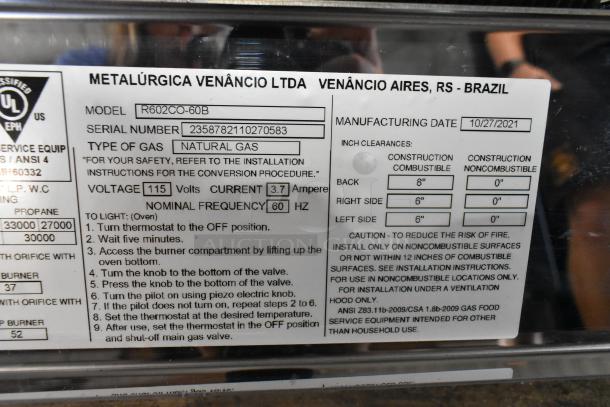 CLASSIFIED
UL
US
EPH
SERVICE EQUIP
S / ANSI 4
60332
L.P. W.C
PROPANE
33000 27000
30000
WITH ORIFICE WITH
BURNER
37
WITH ORIFICE WITH
P BURNER
52
METALÚRGICA VENÂNCIO LTDA VENÂNCIO AIRES, RS - BRAZIL
MODEL R602CO-60B
SERIAL NUMBER 2358782110270583
TYPE OF GAS NATURAL GAS
"FOR YOUR SAFETY, REFER TO THE INSTALLATION
INSTRUCTIONS FOR THE CONVERSION PROCEDURE."
VOLTAGE 115 Volts CURRENT 3.7 Ampere
NOMINAL FREQUENCY 60 HZ
TO LIGHT: (Oven)
1. Turn thermostat to the OFF position.
2. Wait five minutes.
3. Access the burner compartment by lifting up the
oven bottom.
4. Turn the knob to the bottom of the valve.
5. Press the knob to the bottom of the valve.
6. Turn the pilot on using piezo electric knob.
7. If the pilot does not turn on, repeat steps 2 to 6.
8. Set the thermostat at the desired temperature.
9. After use, set the thermostat in the OFF position
and shut-off main gas valve.
MANUFACTURING DATE 10/27/2021
INCH CLEARANCES:
CONSTRUCTION COMBUSTIBLE CONSTRUCTION NONCOMBUSTIBLE
BACK 6" 0"
RIGHT SIDE 6" 0"
LEFT SIDE 6" 0"
CAUTION - TO REDUCE THE RISK OF FIRE,
INSTALL ONLY ON NONCOMBUSTIBLE SURFACES
OR NOT WITHIN 12 INCHES OF COMBUSTIBLE
SURFACES. SEE INSTALLATION INSTRUCTIONS.
FOR USE IN NONCOMBUSTIBLE LOCATIONS ONLY.
FOR INSTALLATION UNDER A VENTILATION
HOOD ONLY.
ANSI Z83.11b-2009/CSA 1.8b-2009 GAS FOOD
SERVICE EQUIPMENT INTENDED FOR OTHER
THAN HOUSEHOLD USE.